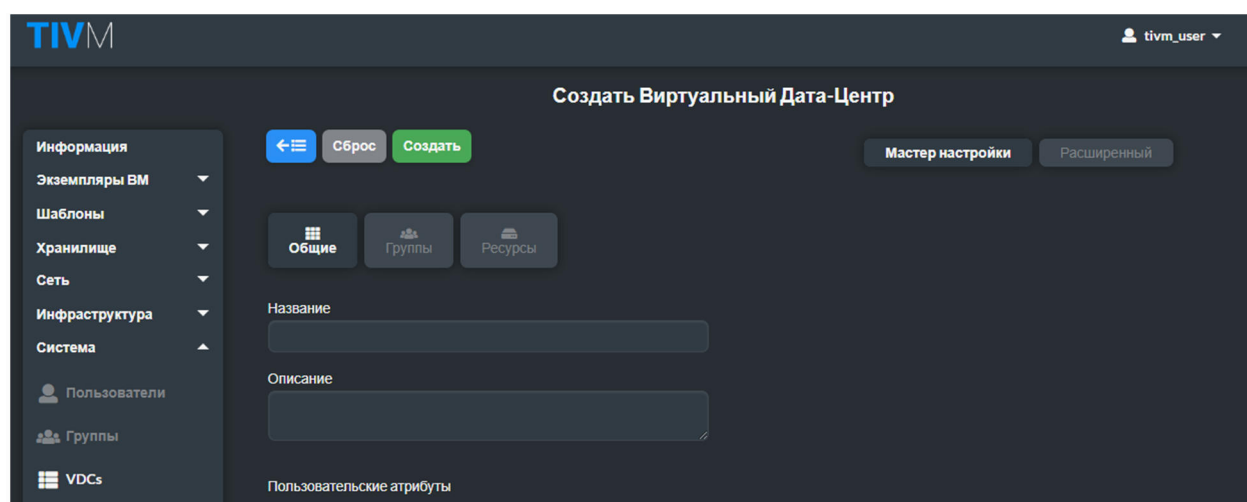 TIVM
tivm_user
Создать Виртуальный Дата-Центр
Информация
Экземпляры ВМ
Шаблоны
Хранилище
Сеть
Инфраструктура
Система
Пользователи
Группы
VDCs
Сброс
Создать
Мастер настройки
Расширенный
Общие
Группы
Ресурсы
Название
Описание
Пользовательские атрибуты